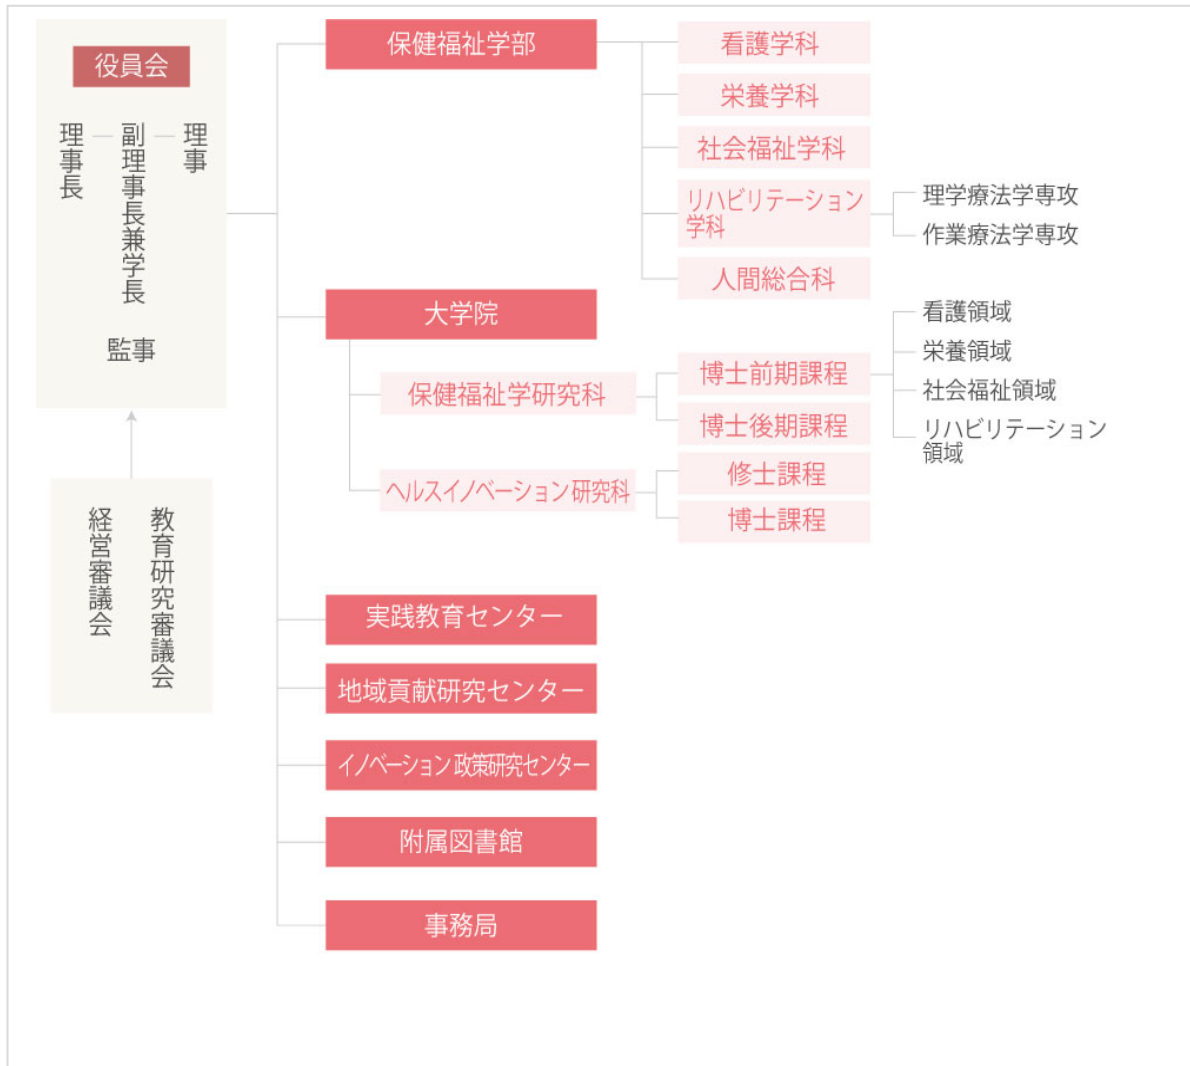 役員会
理事長
副理事長兼学長
理事
監事
経営審議会
教育研究審議会
保健福祉学部
看護学科
栄養学科
社会福祉学科
リハビリテーション
学科
理学療法学専攻
作業療法学専攻
人間総合科
大学院
保健福祉学研究科
博士前期課程
看護領域
栄養領域
社会福祉領域
リハビリテーション
領域
博士後期課程
ヘルスイノベーション研究科
修士課程
博士課程
実践教育センター
地域貢献研究センター
イノベーション政策研究センター
附属図書館
事務局